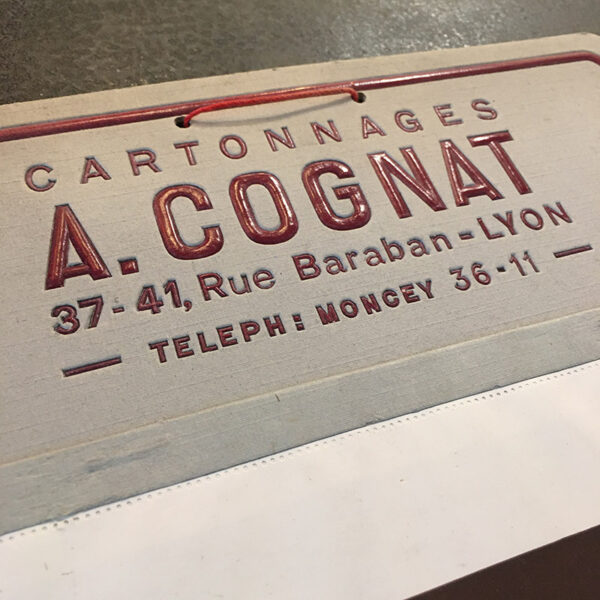 CARTONNAGES
A. COGNAT
37-41, Rue Baraban=LYON
— TELEPH: MONCEY 36-11 —